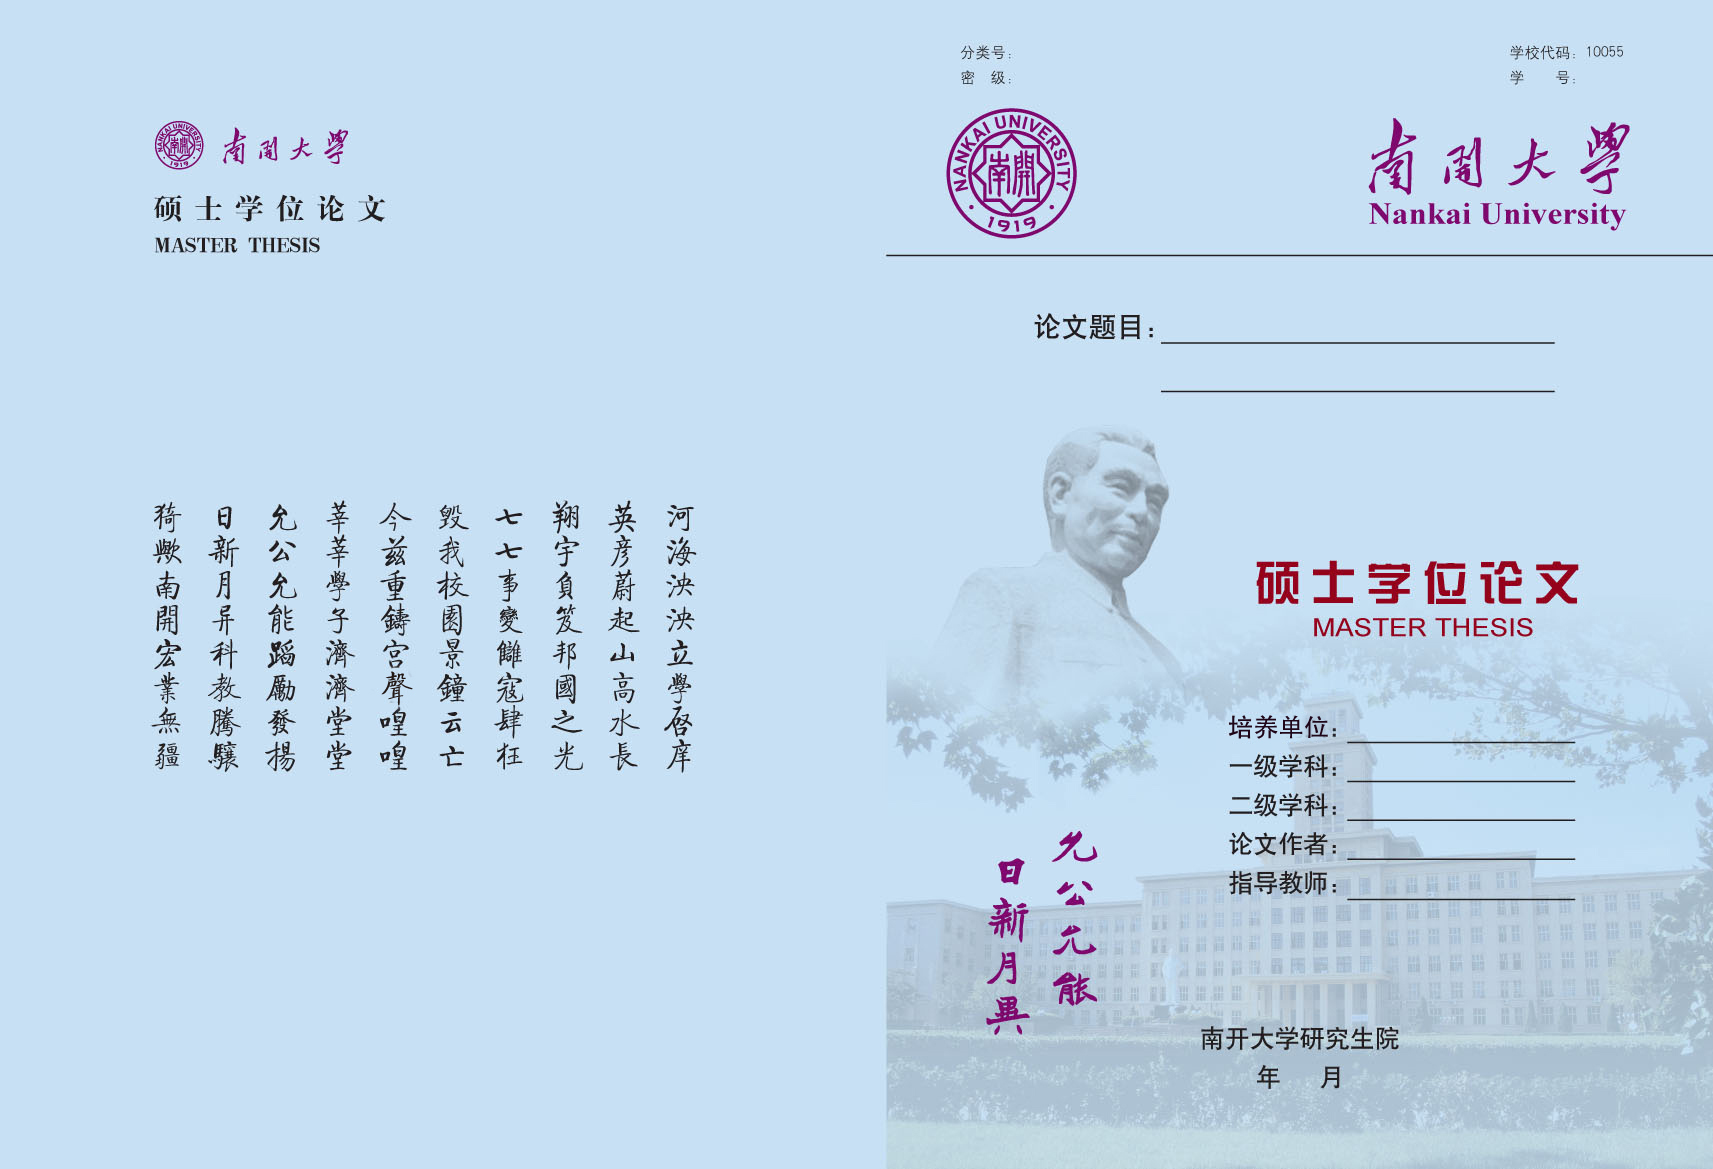 NANKAI UNIVERSITY
1919
南開大學
硕士学位论文
MASTER THESIS
河海泱泱立學啓庠
英彦蔚起山高水長
翔宇負笈邦國之光
七七事變雠寇肆枉
毀我校園景鐘云亡
今兹重鑄宫聲喤喤
莘莘學子濟濟堂堂
允公允能蹈勵發揚
日新月异科教騰驤
猗歟南開宏業無疆
分类号：
密　级：
学校代码：10055
学　　号：
NANKAI UNIVERSITY
南開
1919
南開大學
Nankai University
论文题目：
硕士学位论文
MASTER THESIS
培养单位：
一级学科：
二级学科：
论文作者：
指导教师：
允公允能
日新月異
南开大学研究生院
年　月